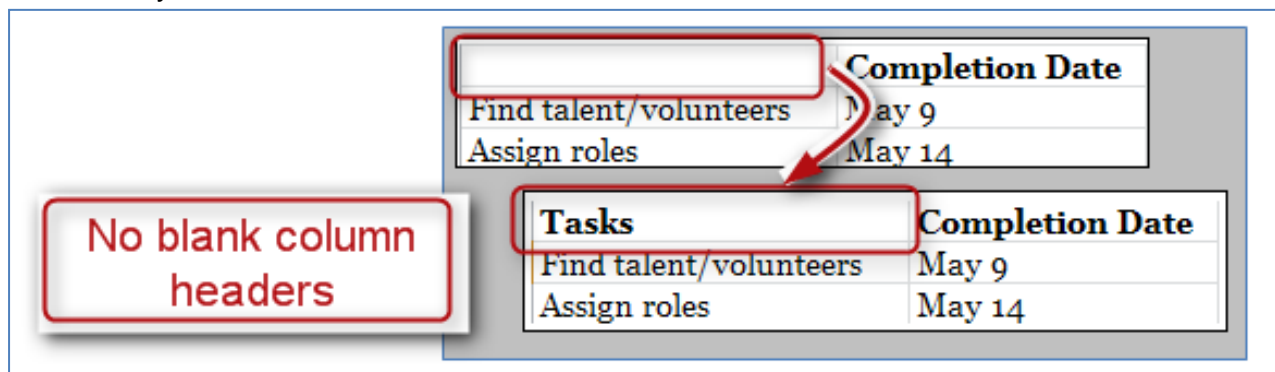 Completion Date
Find talent/volunteers May 9
Assign roles May 14
No blank column
headers
Tasks Completion Date
Find talent/volunteers May 9
Assign roles May 14